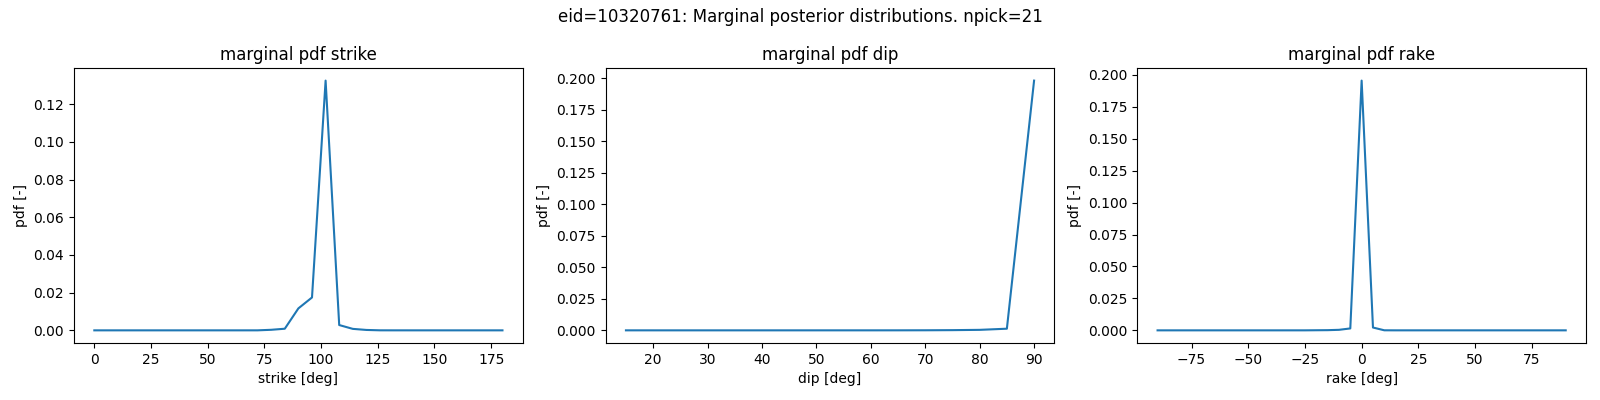 eid=10320761: Marginal posterior distributions. npick=21
marginal pdf strike
pdf [-]
0.12
0.10
0.08
0.06
0.04
0.02
0.00
0 25 50 75 100 125 150 175
strike [deg]
marginal pdf dip
pdf [-]
0.200
0.175
0.150
0.125
0.100
0.075
0.050
0.025
0.000
20 30 40 50 60 70 80 90
dip [deg]
marginal pdf rake
pdf [-]
0.200
0.175
0.150
0.125
0.100
0.075
0.050
0.025
0.000
−75 −50 −25 0 25 50 75
rake [deg]